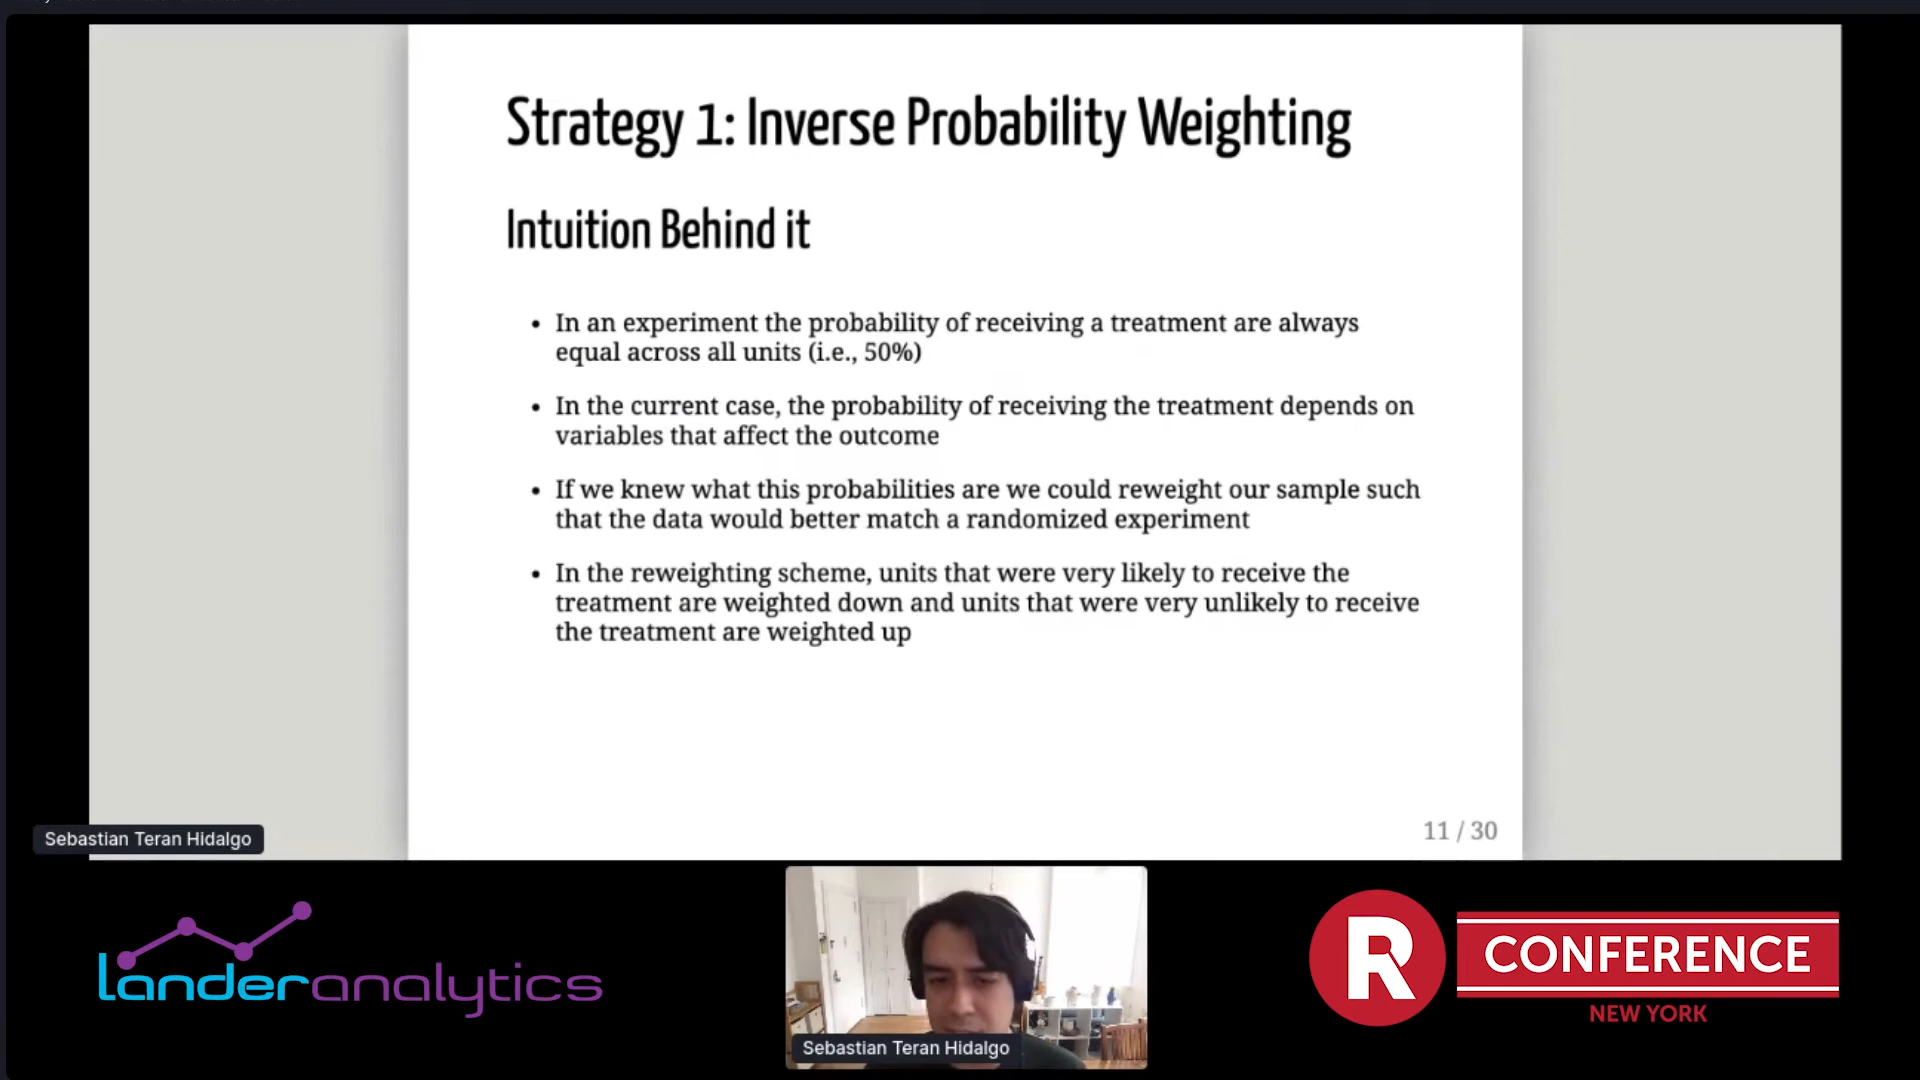 Strategy 1: Inverse Probability Weighting
Intuition Behind it
• In an experiment the probability of receiving a treatment are always
equal across all units (i.e., 50%)
• In the current case, the probability of receiving the treatment depends on
variables that affect the outcome
• If we knew what this probabilities are we could reweight our sample such
that the data would better match a randomized experiment
• In the reweighting scheme, units that were very likely to receive the
treatment are weighted down and units that were very unlikely to receive
the treatment are weighted up
11 / 30
Sebastian Teran Hidalgo
landeranalytics
Sebastian Teran Hidalgo
R CONFERENCE
NEW YORK